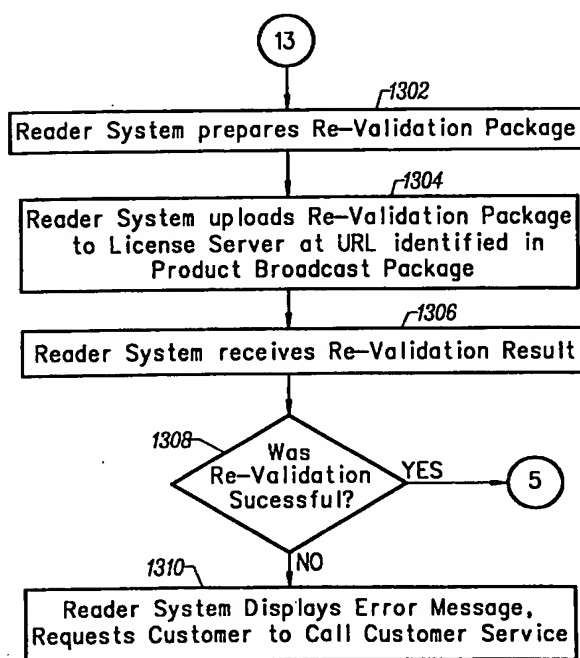 13
1302
Reader System prepares Re-Validation Package
1304
Reader System uploads Re-Validation Package
to License Server at URL identified in
Product Broadcast Package
1306
Reader System receives Re-Validation Result
1308
Was
Re-Validation
Sucessful?
YES
5
NO
1310
Reader System Displays Error Message,
Requests Customer to Call Customer Service